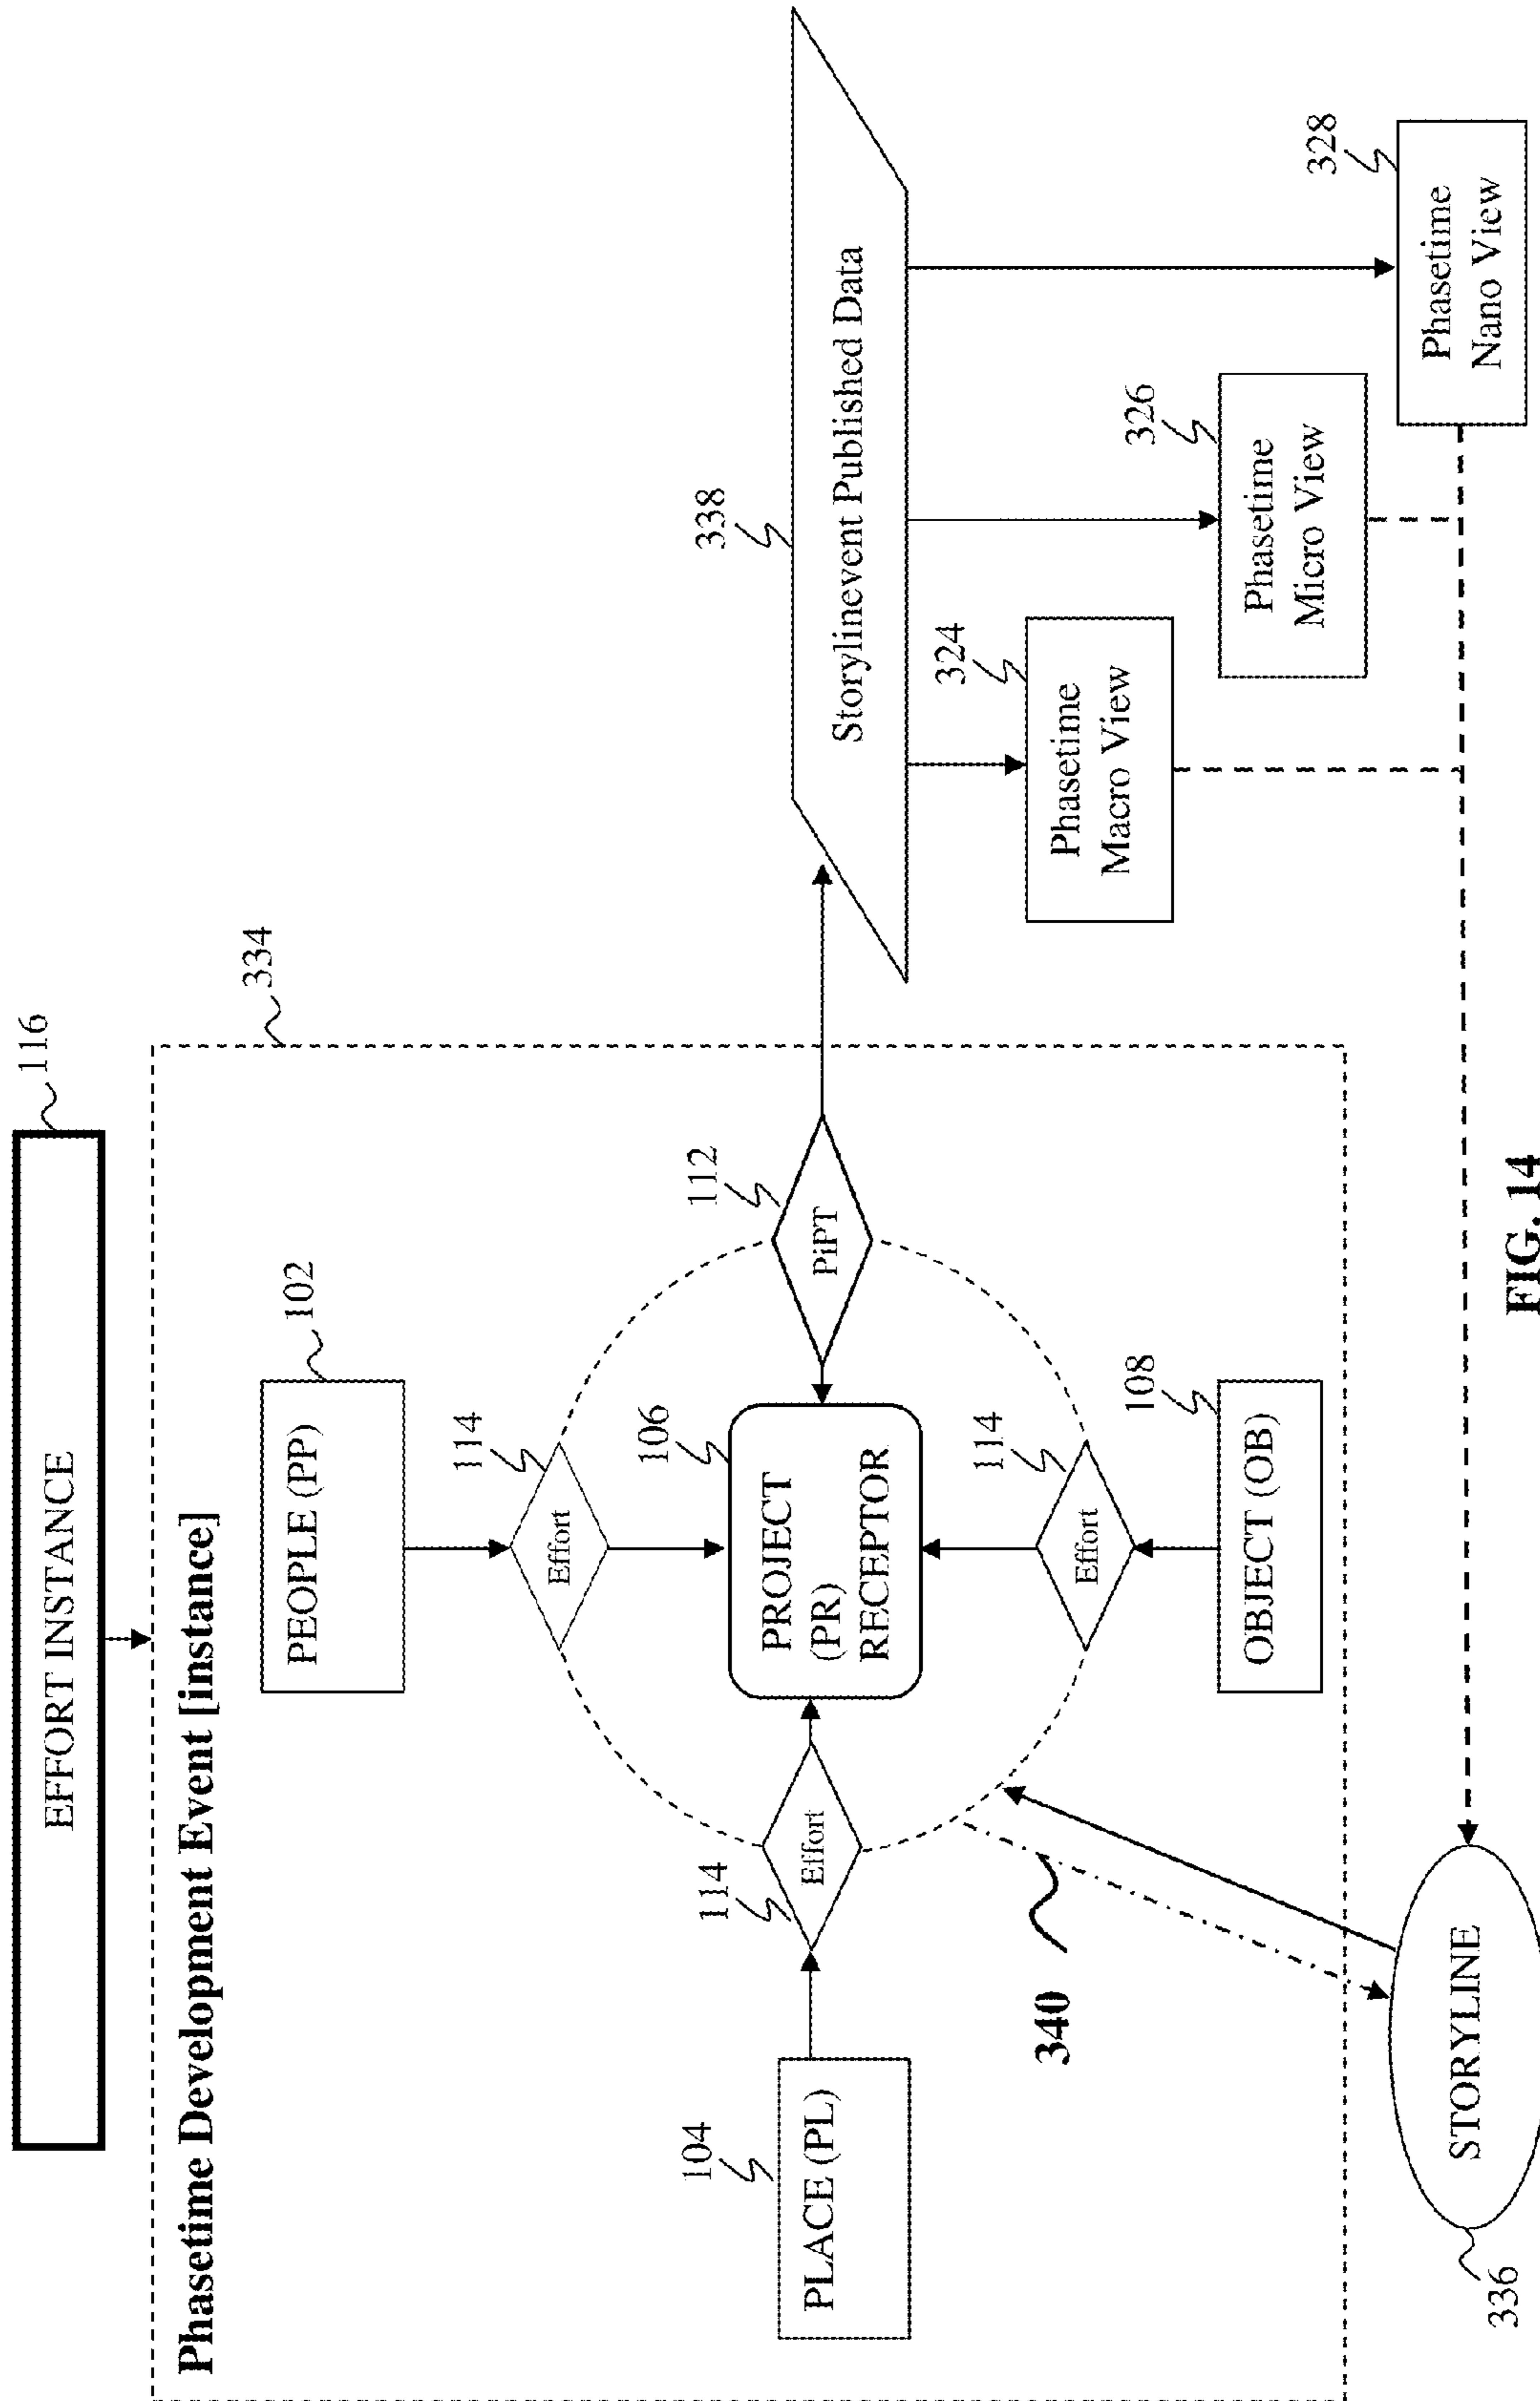 EFFORT INSTANCE
116
Phasetime Development Event [instance]
334
PEOPLE (PP)
102
114
Effort
104
PLACE (PL)
114
Effort
106
PROJECT
(PR)
RECEPTOR
112
PiPT
338
Storylinevent Published Data
114
Effort
340
108
OBJECT (OB)
324
Phasetime
Macro View
326
Phasetime
Micro View
328
Phasetime
Nano View
336
STORYLINE
FIG. 14